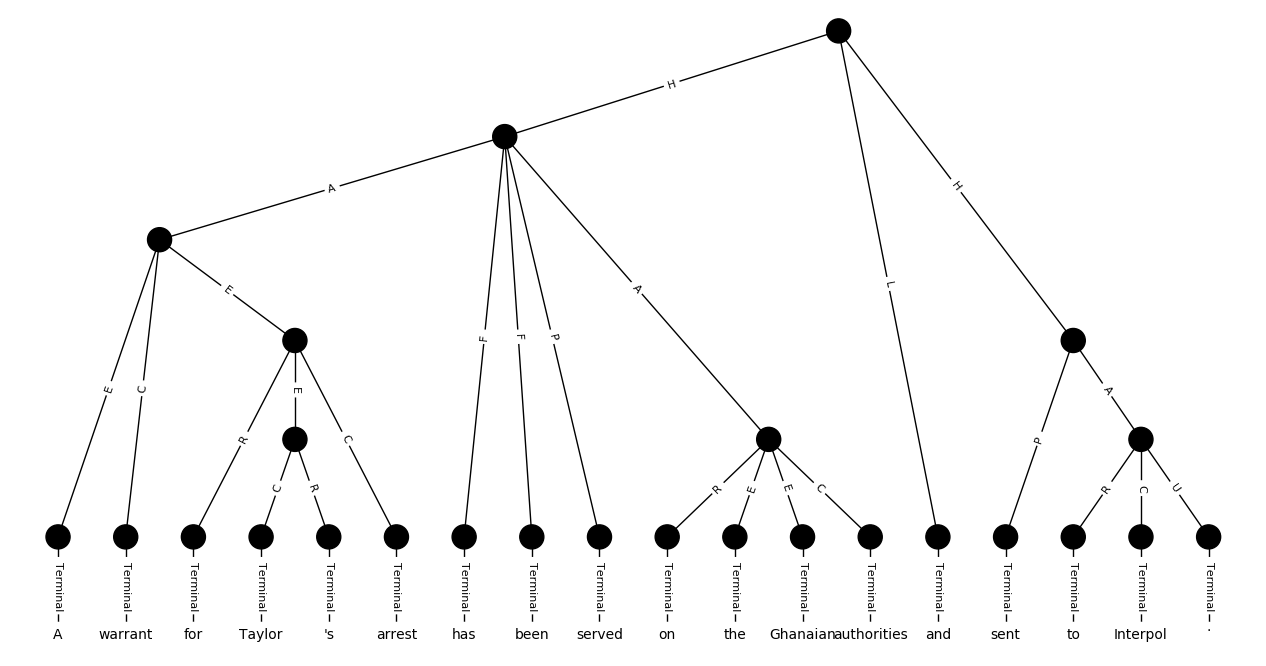 H
H
A
A
L
E
F
F
P
E
C
E
A
R
C
P
C
R
R
E
E
C
R
C
U
Terminal Terminal Terminal Terminal Terminal Terminal Terminal Terminal Terminal Terminal Terminal Terminal Terminal Terminal Terminal Terminal Terminal Terminal
A warrant for Taylor 's arrest has been served on the Ghanaian authorities and sent to Interpol .